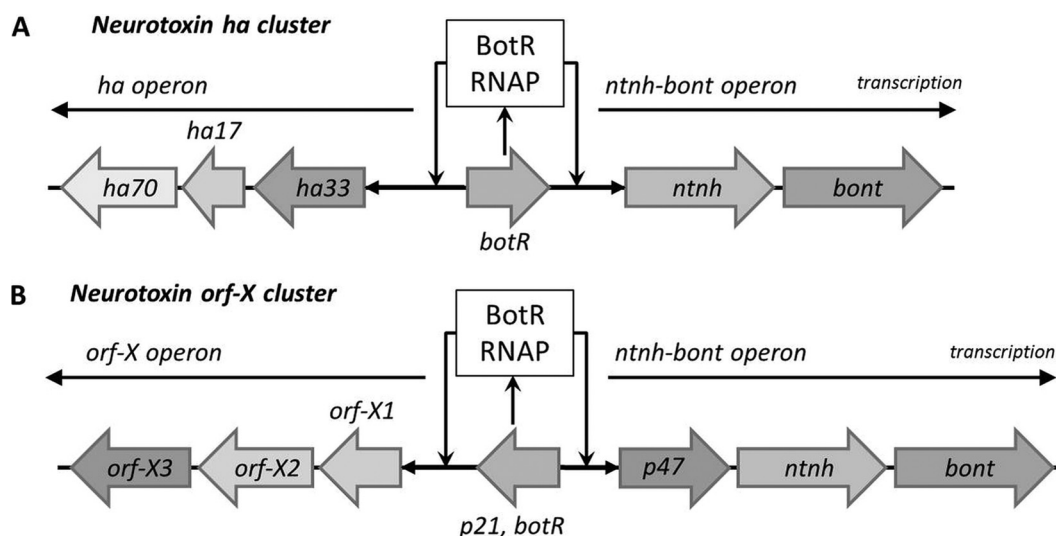 A
Neurotoxin ha cluster
BotR
RNAP
ha operon
ntnh-bont operon
transcription
ha17
ha70
ha33
ntnh
bont
botR
B
Neurotoxin orf-X cluster
BotR
RNAP
orf-X operon
ntnh-bont operon
transcription
orf-X1
orf-X3
orf-X2
p47
ntnh
bont
p21, botR